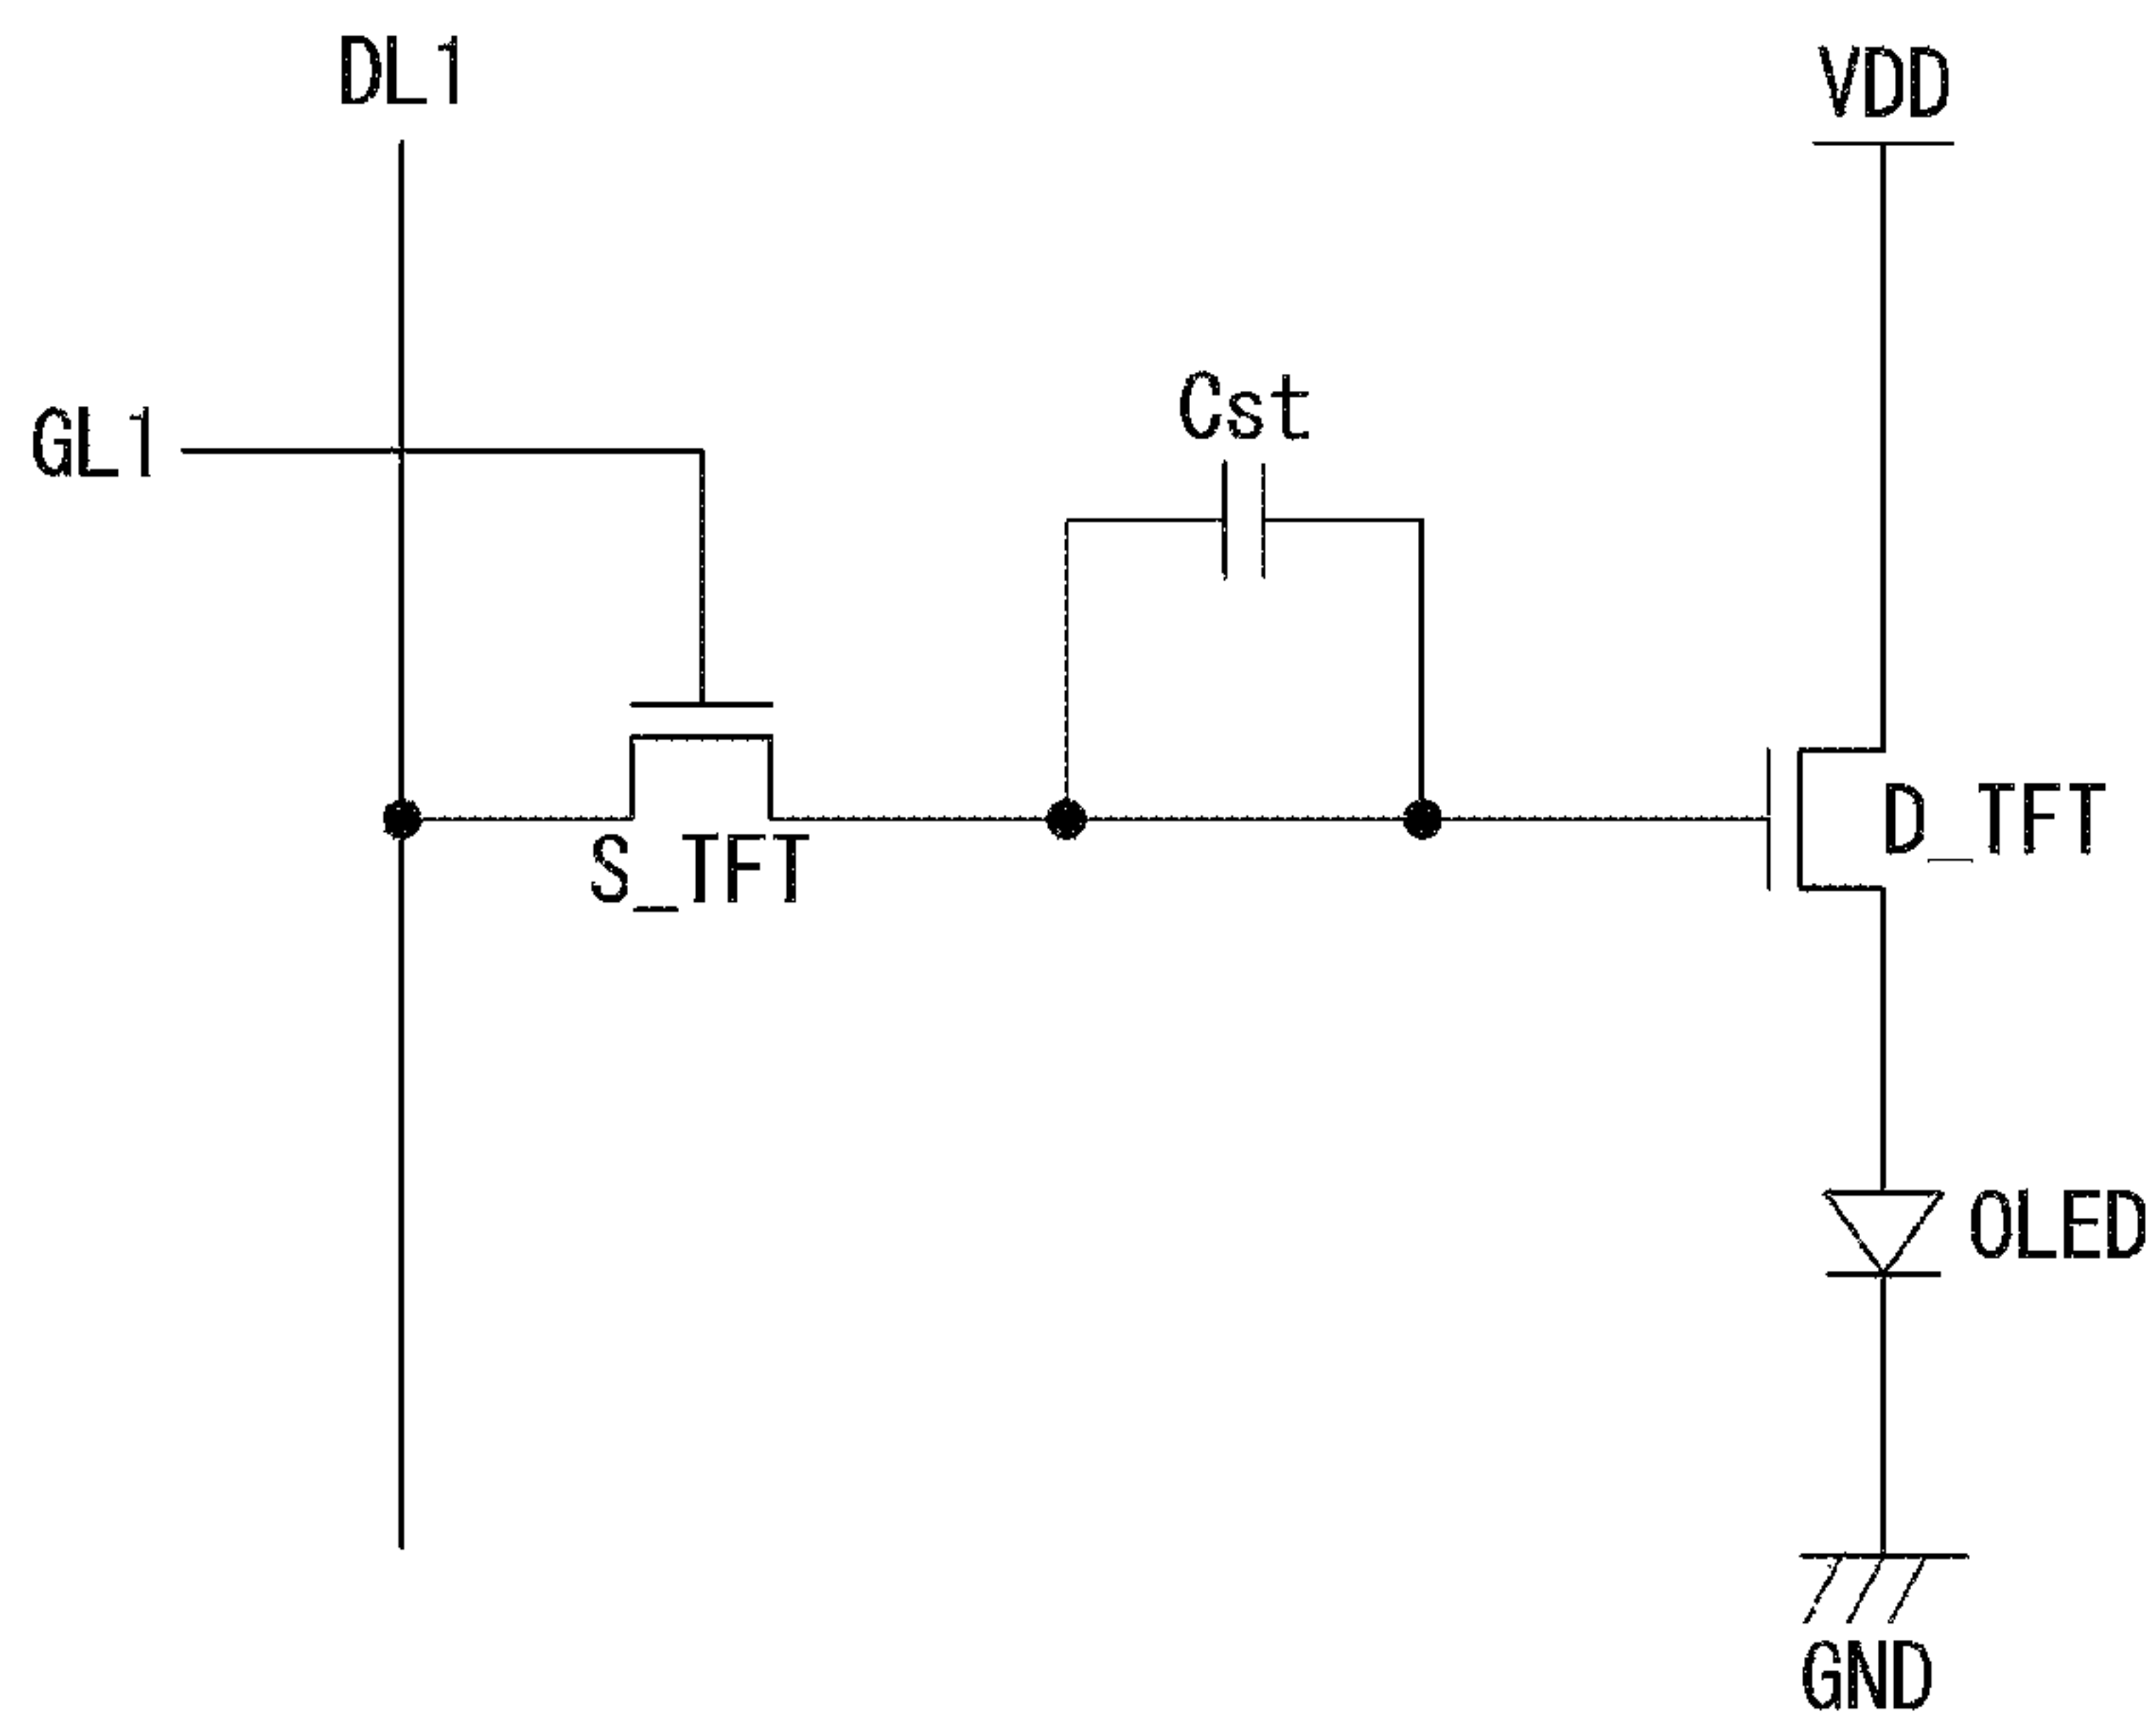 DL1
VDD
GL1
Cst
D_TFT
S_TFT
OLED
GND